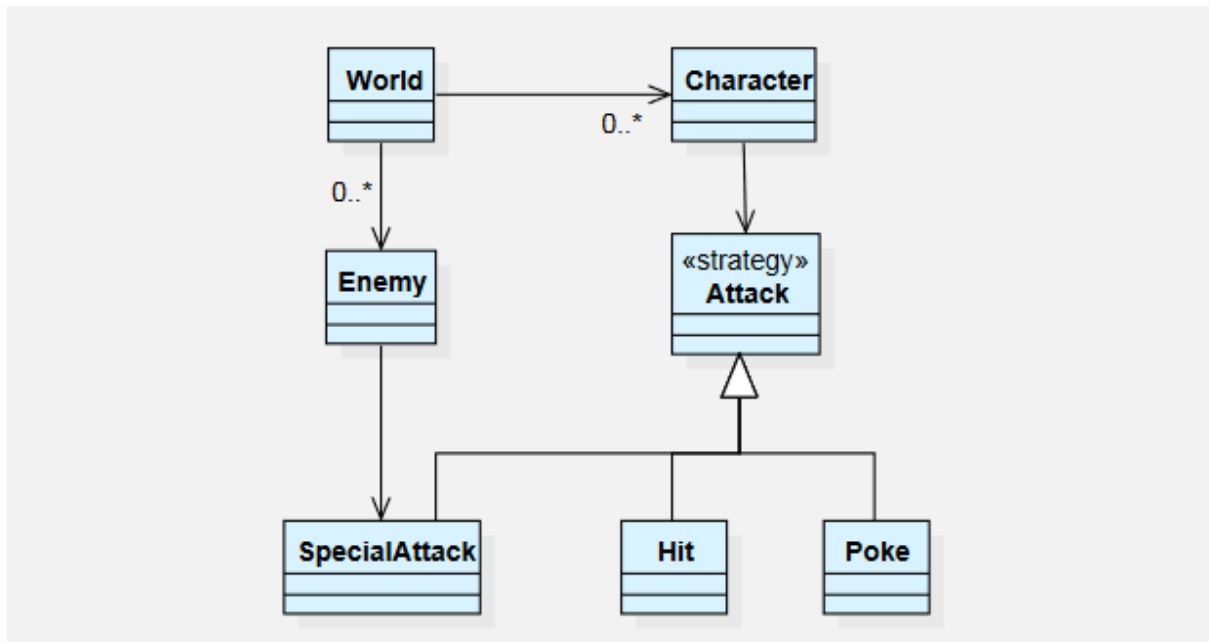 World
Character
0..*
0..*
Enemy
«strategy»
Attack
SpecialAttack
Hit
Poke